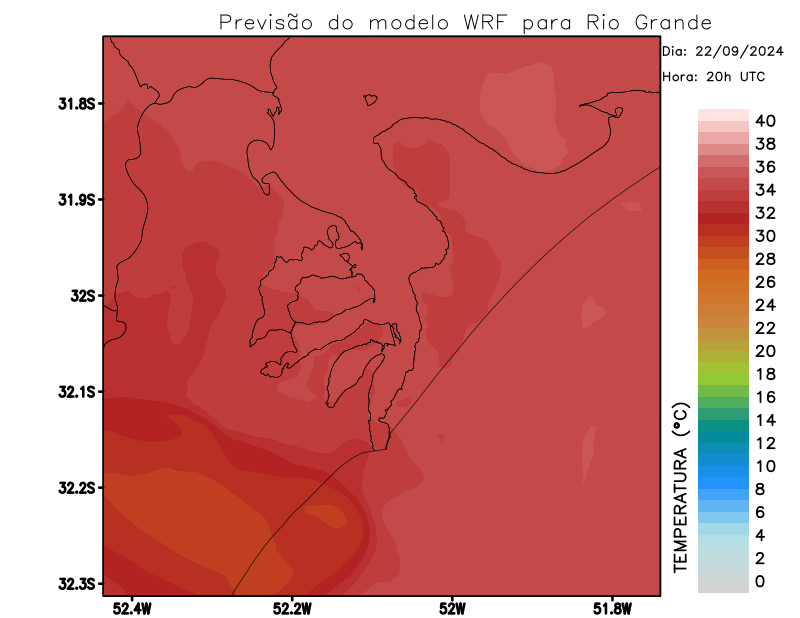 Previsão do modelo WRF para Rio Grande
Dia: 22/09/2024
Hora: 20h UTC
31.8S
31.9S
32S
32.1S
32.2S
32.3S
52.4W
52.2W
52W
51.8W
TEMPERATURA (°C)
40
38
36
34
32
30
28
26
24
22
20
18
16
14
12
10
8
6
4
2
0